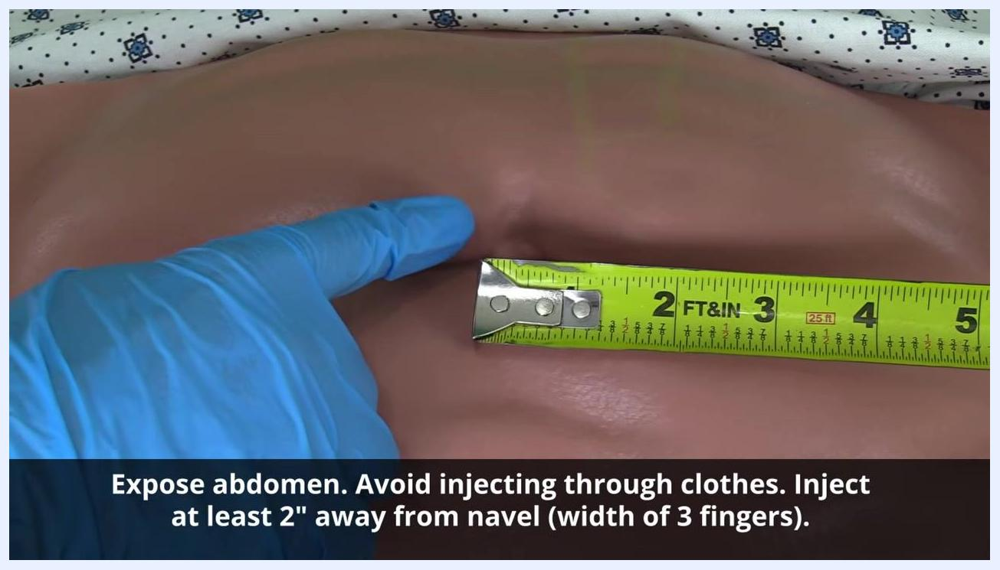 2 FT&IN 3 25 ft 4 5
Expose abdomen. Avoid injecting through clothes. Inject
at least 2" away from navel (width of 3 fingers).